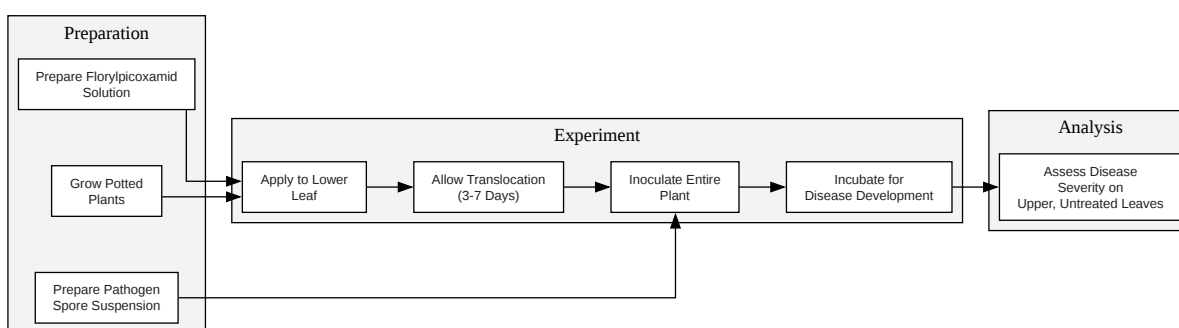 Preparation
Prepare Florylpicoxamid
Solution
Grow Potted
Plants
Prepare Pathogen
Spore Suspension
Experiment
Apply to Lower
Leaf
Allow Translocation
(3-7 Days)
Inoculate Entire
Plant
Incubate for
Disease Development
Analysis
Assess Disease
Severity on
Upper, Untreated Leaves